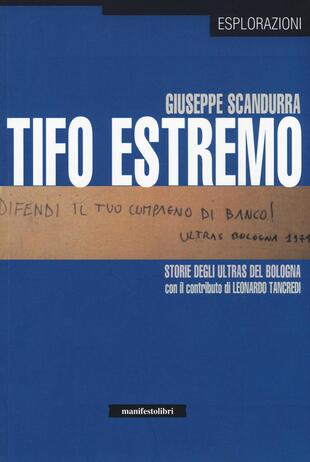 ESPLORAZIONI
GIUSEPPE SCANDURRA
TIFO ESTREMO
DIFENDI IL TUO COMPAGNO DI BANCO!
ULTRAS BOLOGNA 197
STORIE DEGLI ULTRAS DEL BOLOGNA
con il contributo di LEONARDO TANCREDI
manifestolibri